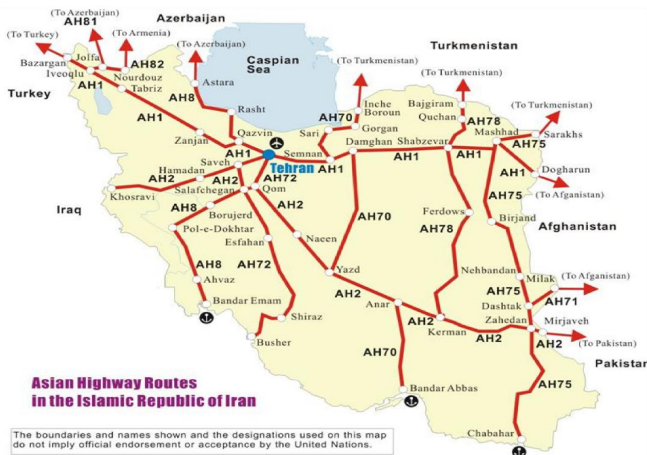 (To Azerbaijan)
AH81
Azerbaijan
(To Turkey)
(To Armenia)
Jolfa
AH82
(To Azerbaijan)
Caspian
Sea
Turkmenistan
(To Turkmenistan)
(To Turkmenistan)
Bazargan
Iveoqlu
Nourdouz
Turkey
AH1
Tabriz
Astara
AH8
Rasht
Inche
Boroun
AH70
Bajgiram
Quchan
AH78
(To Turkmenistan)
AH1
Zanjan
Qazvin
Sari
Gorgan
Mashhad
Sarakhs
AH75
AH1
Saveh
Semnan
Damghan
Shabzevar
Tehran
AH1
AH1
AH1
AH1
Dogharun
Hamadan
AH2
AH2
AH72
AH75
(To Afganistan)
Khosravi
Salafchegan
Qom
Iraq
AH8
AH2
Borujerd
AH70
Ferdows
Birjand
Afghanistan
Pol-e-Dokhtar
Esfahan
Naeen
AH78
AH72
Yazd
Nehbandan
Milak
(To Afganistan)
AH8
Ahvaz
AH2
Anar
AH75
AH71
Bandar Emam
Dashtak
Shiraz
AH2
Zahedan
Mirjaveh
Kerman
AH2
AH2
(To Pakistan)
Busher
AH70
Pakistan
AH75
Asian Highway Routes
in the Islamic Republic of Iran
Bandar Abbas
Chabahar
The boundaries and names shown and the designations used on this map
do not imply official endorsement or acceptance by the United Nations.